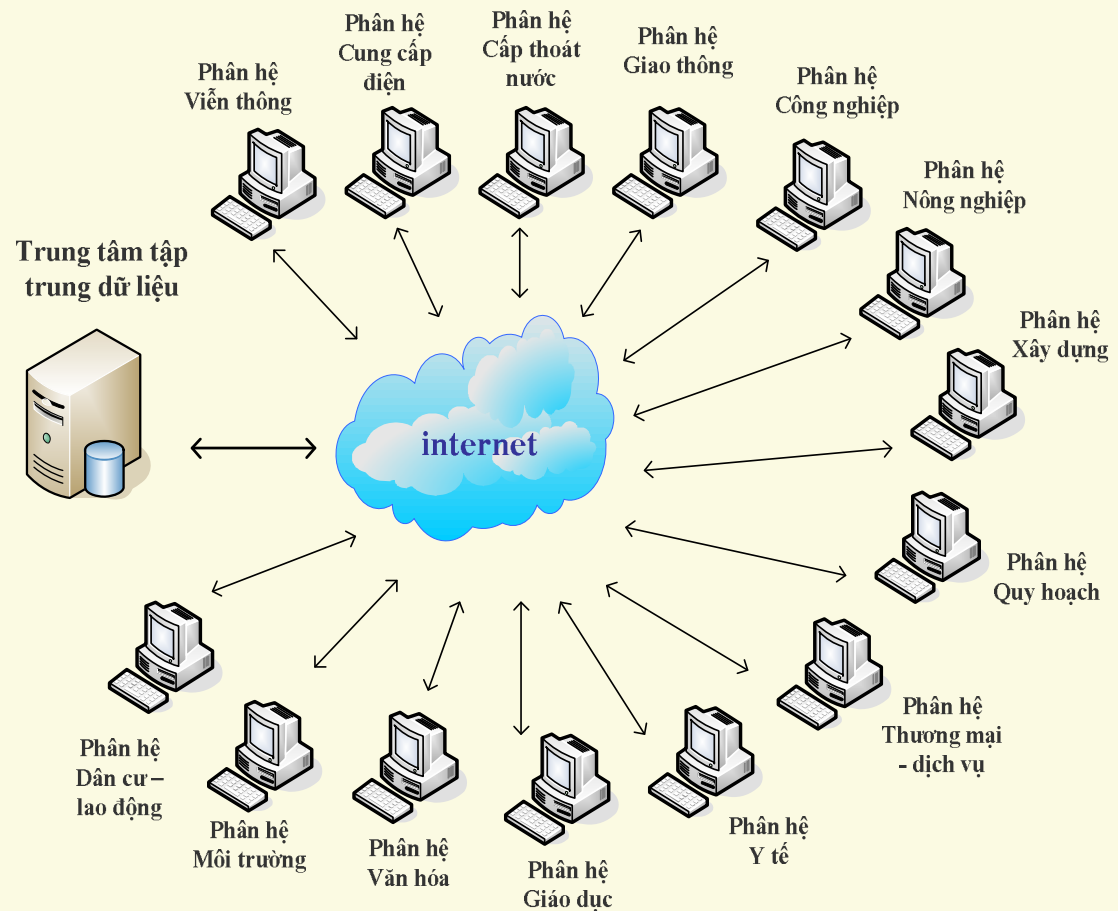 Phân hệ
Viễn thông
Phân hệ
Cung cấp
điện
Phân hệ
Cấp thoát
nước
Phân hệ
Giao thông
Phân hệ
Công nghiệp
Phân hệ
Nông nghiệp
Trung tâm tập
trung dữ liệu
Phân hệ
Xây dựng
internet
Phân hệ
Quy hoạch
Phân hệ
Thương mại
- dịch vụ
Phân hệ
Dân cư –
lao động
Phân hệ
Môi trường
Phân hệ
Văn hóa
Phân hệ
Giáo dục
Phân hệ
Y tế